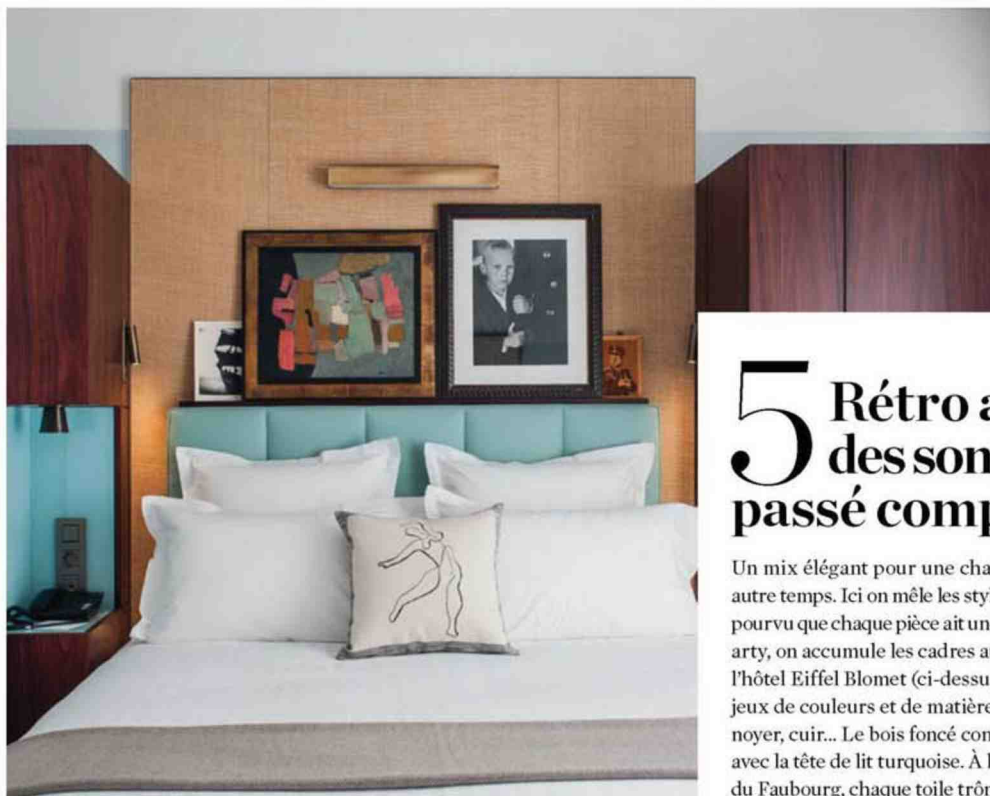 5 Rétro a
des son
passé comp
Un mix élégant pour une cha
autre temps. Ici on mêle les sty
pourvu que chaque pièce ait un
arty, on accumule les cadres a
l'hôtel Eiffel Blomet (ci-dessu
jeux de couleurs et de matière
noyer, cuir... Le bois foncé con
avec la tête de lit turquoise. À l
du Faubourg, chaque toile trôn